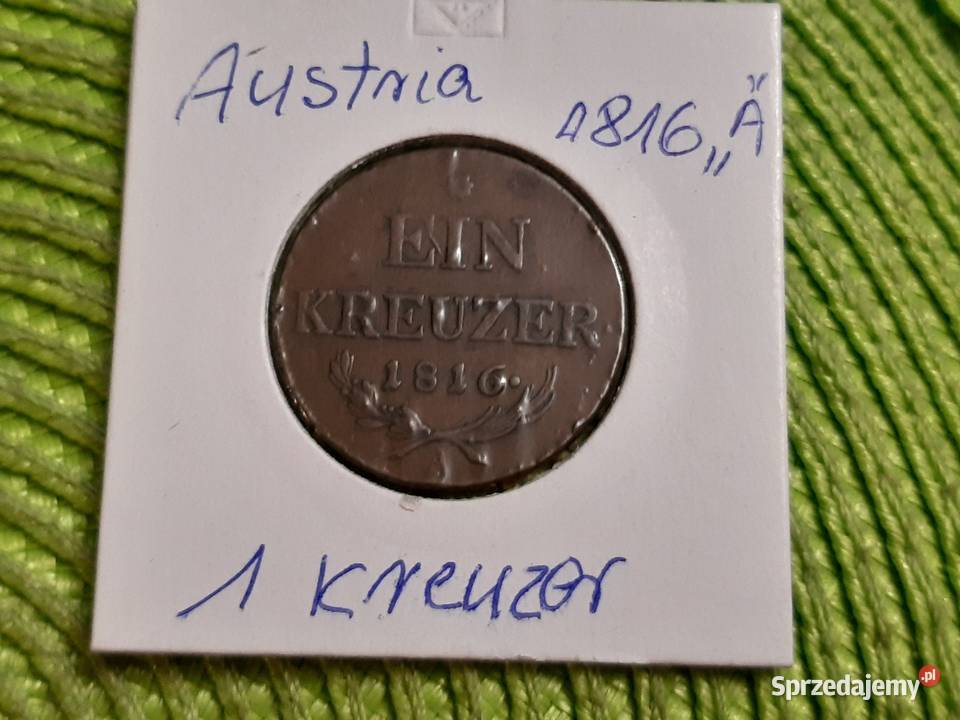 Austria
1816 „A”
EIN
KREUZER
1816.
1 Kreuzer
Sprzedajemy.pl